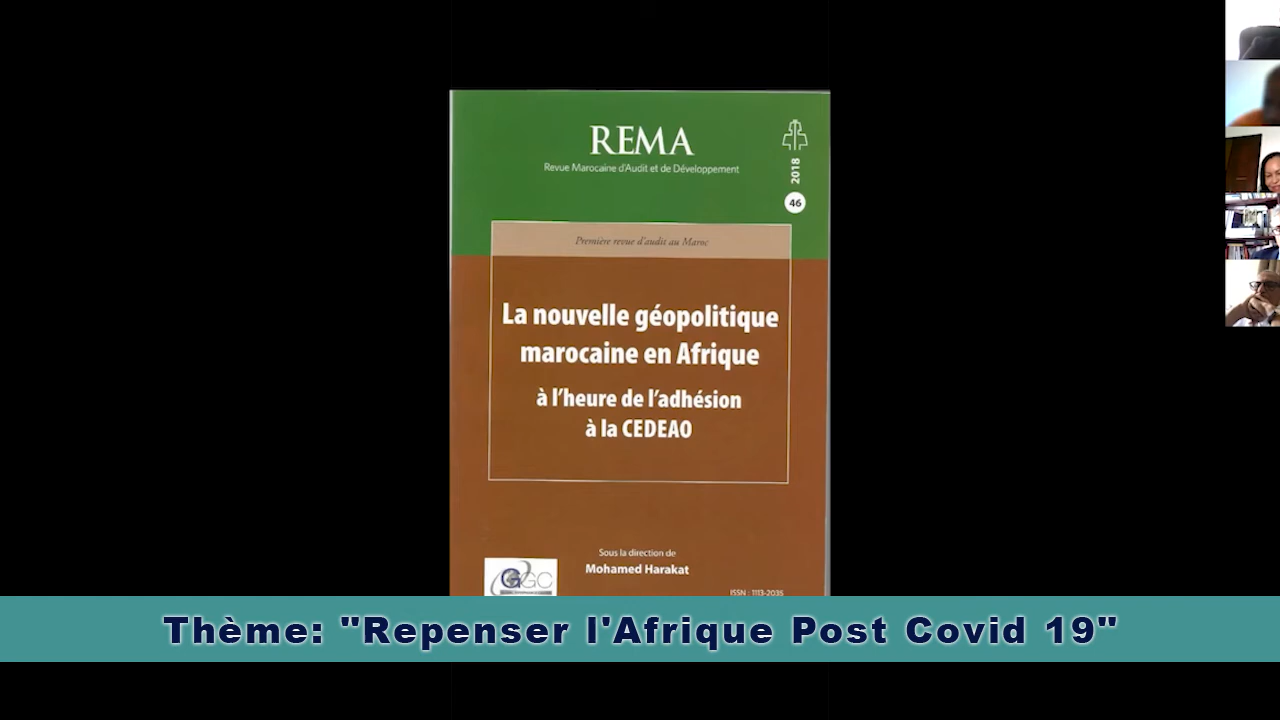 REMA
Revue Marocaine d'Audit et de Développement
2018
46
Première revue d'audit au Maroc
La nouvelle géopolitique
marocaine en Afrique
à l'heure de l'adhésion
à la CEDEAO
Sous la direction de
Mohamed Harakat
GGC
ISSN : 1113-2035
Thème: "Repenser l'Afrique Post Covid 19"